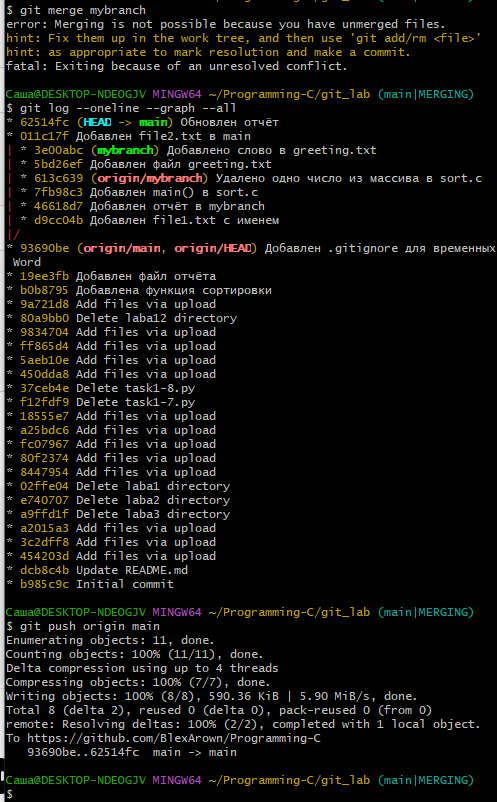 $ git merge mybranch
error: Merging is not possible because you have unmerged files.
hint: Fix them up in the work tree, and then use 'git add/rm <file>'
hint: as appropriate to mark resolution and make a commit.
fatal: Exiting because of an unresolved conflict.
Саша@DESKTOP-NDEOGJV MINGW64 ~/Programming-C/git_lab (main|MERGING)
$ git log --oneline --graph --all
* 62514fc (HEAD -> main) Обновлен отчёт
* 011c17f Добавлен file2.txt в main
| * 3e00abc (mybranch) Добавлено слово в greeting.txt
| * 5bd26ef Добавлен файл greeting.txt
| * 613c639 (origin/mybranch) Удалено одно число из массива в sort.c
| * 7fb98c3 Добавлен main() в sort.c
| * 46618d7 Добавлен отчёт в mybranch
| * d9cc04b Добавлен file1.txt с именем
|/
* 93690be (origin/main, origin/HEAD) Добавлен .gitignore для временных
Word
* 19ee3fb Добавлен файл отчёта
* b0b8795 Добавлена функция сортировки
* 9a721d8 Add files via upload
* 80a9bb0 Delete laba12 directory
* 9834704 Add files via upload
* ff865d4 Add files via upload
* 5aeb10e Add files via upload
* 450dda8 Add files via upload
* 37ceb4e Delete task1-8.py
* f12fdf9 Delete task1-7.py
* 18555e7 Add files via upload
* a25bdc6 Add files via upload
* fc07967 Add files via upload
* 80f2374 Add files via upload
* 8447954 Add files via upload
* 02ffe04 Delete laba1 directory
* e740707 Delete laba2 directory
* a9ffd1f Delete laba3 directory
* a2015a3 Add files via upload
* 3c2dff8 Add files via upload
* 454203d Add files via upload
* dcb8c4b Update README.md
* b985c9c Initial commit
Саша@DESKTOP-NDEOGJV MINGW64 ~/Programming-C/git_lab (main|MERGING)
$ git push origin main
Enumerating objects: 11, done.
Counting objects: 100% (11/11), done.
Delta compression using up to 4 threads
Compressing objects: 100% (7/7), done.
Writing objects: 100% (8/8), 590.36 KiB | 5.90 MiB/s, done.
Total 8 (delta 2), reused 0 (delta 0), pack-reused 0 (from 0)
remote: Resolving deltas: 100% (2/2), completed with 1 local object.
To https://github.com/BlexArown/Programming-C
93690be..62514fc  main -> main
Саша@DESKTOP-NDEOGJV MINGW64 ~/Programming-C/git_lab (main|MERGING)
$